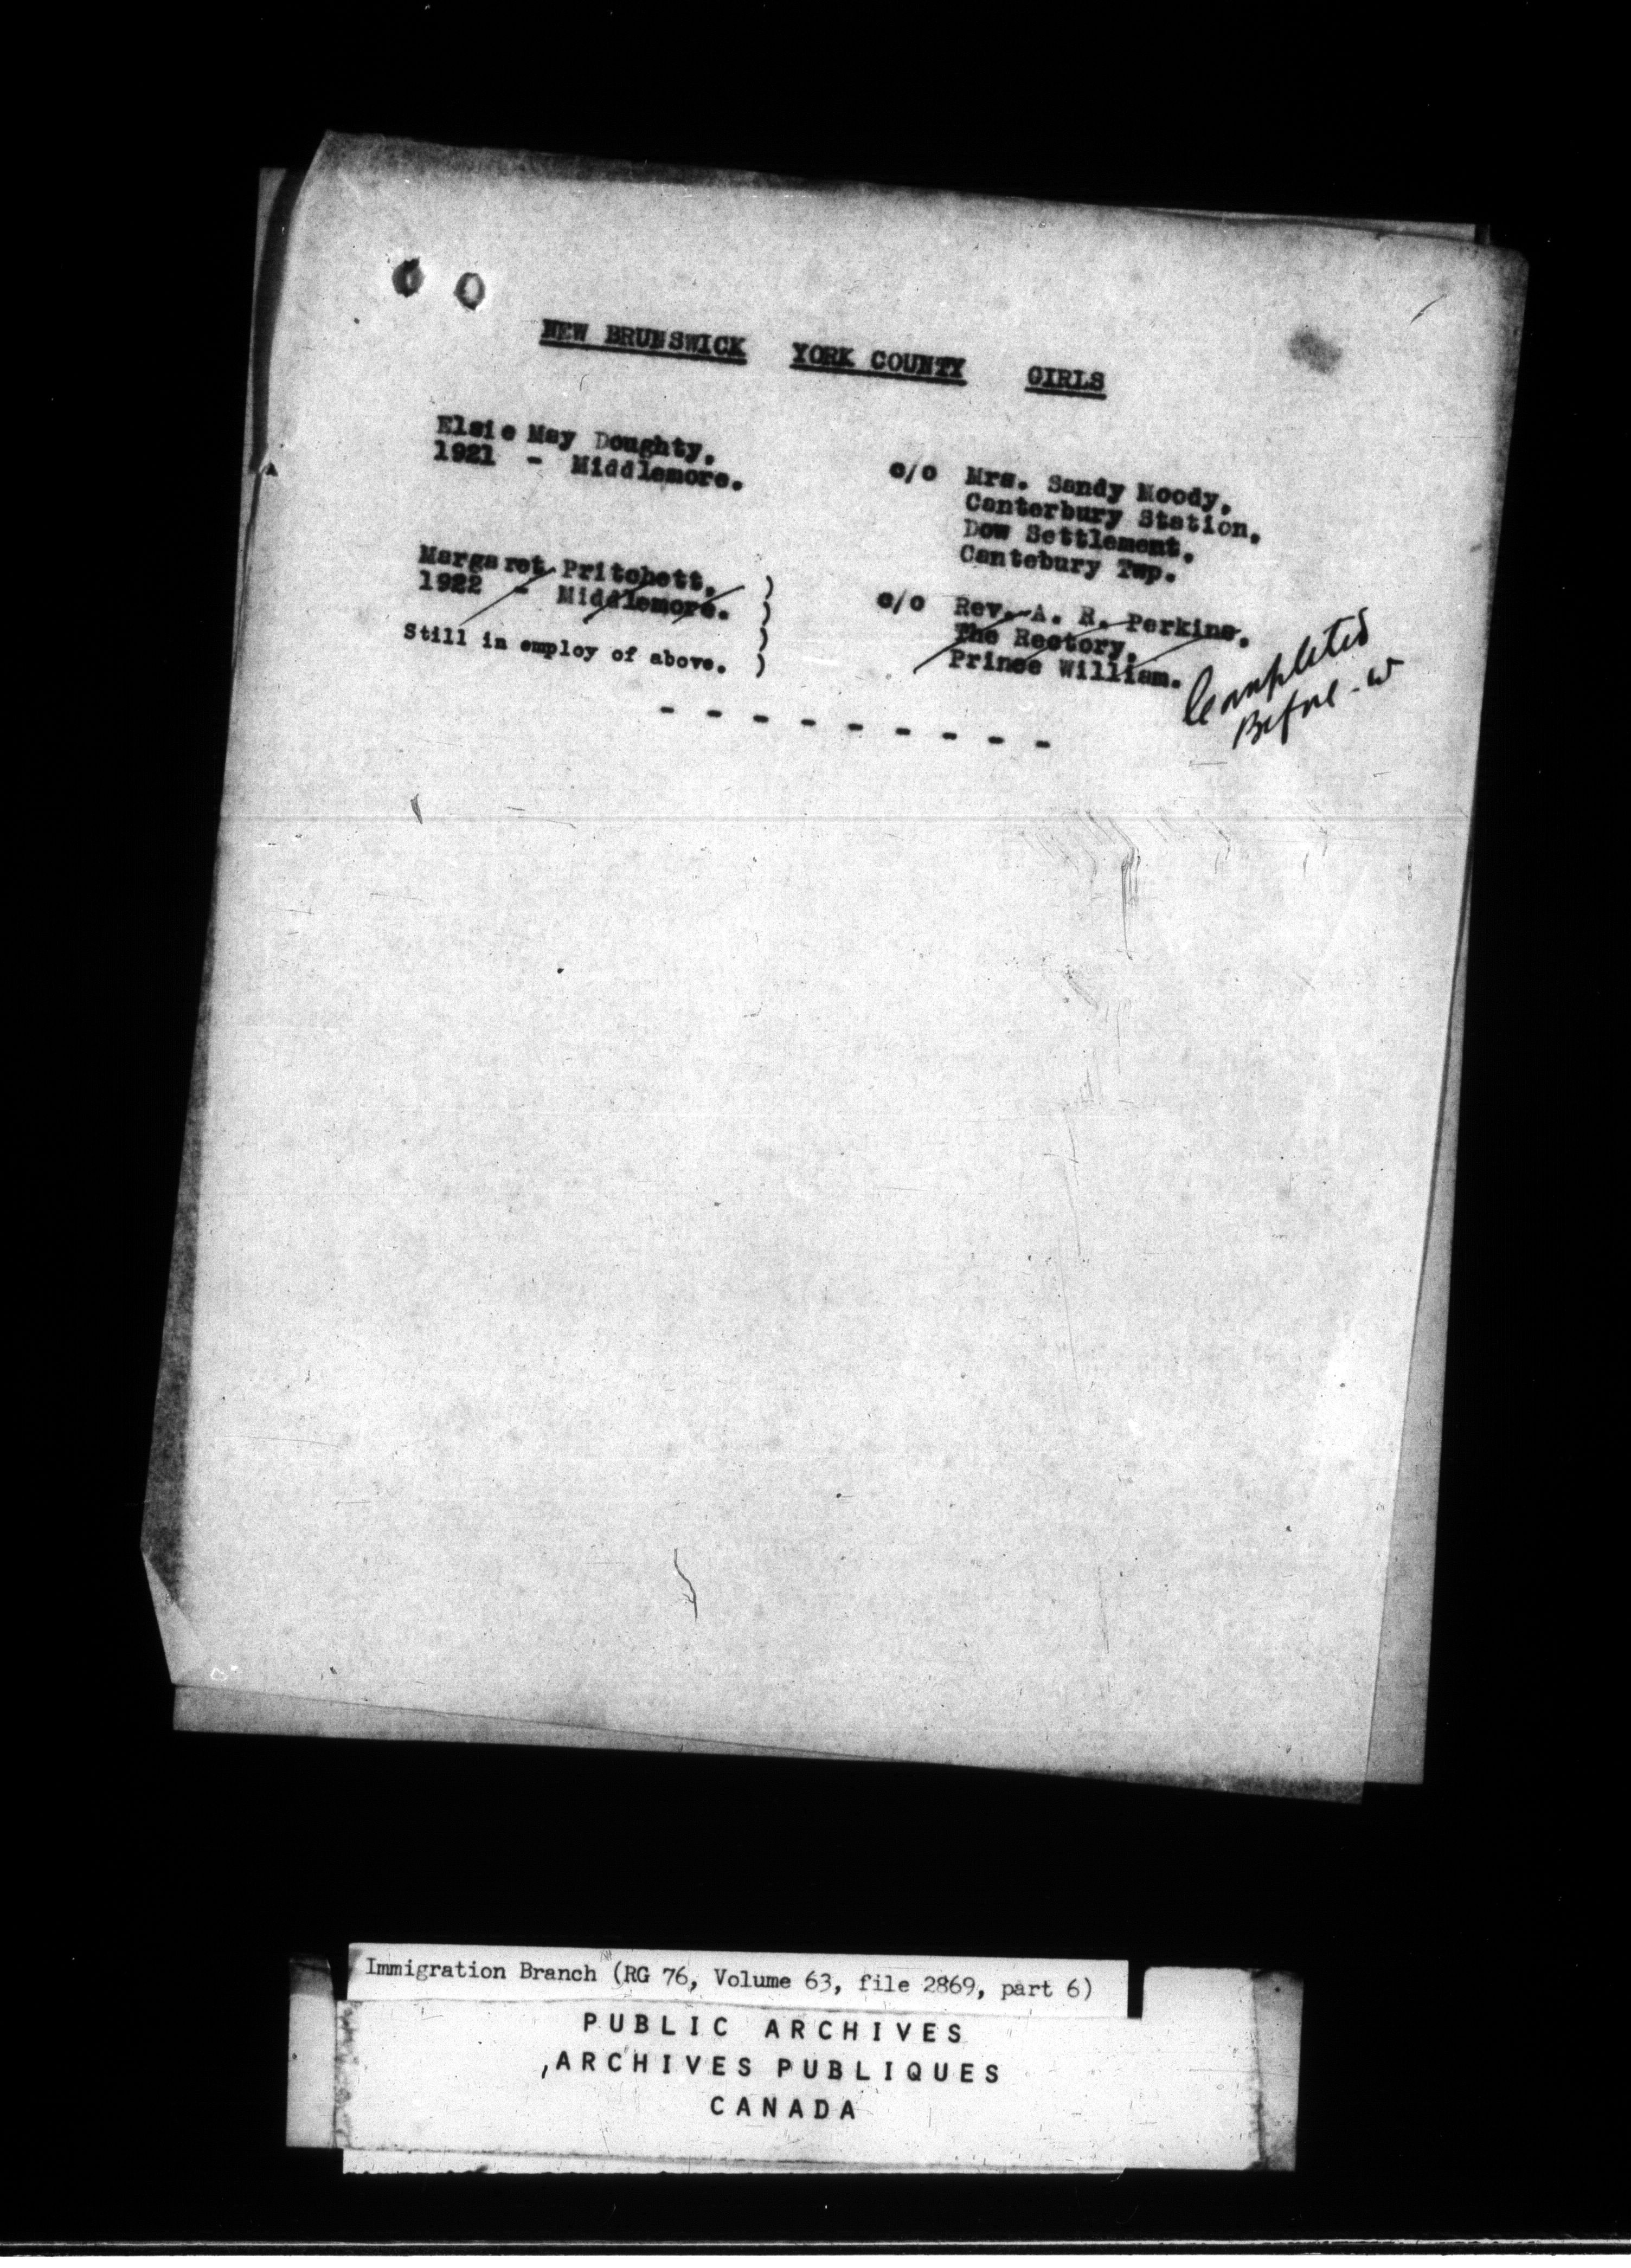 NEW BRUNSWICK YORK COUNTY GIRLS
Elsie May Doughty.
1921 - Middlemore.
c/o Mrs. Sandy Moody,
Canterbury Station,
Dow Settlement,
Cantebury Twp.
Margaret Pritchett, )
1922 - Middlemore. )
)
Still in employ of above. )
c/o Rev. A. R. Perkins.
The Rectory,
Prince William.
Completed
Before - W
- - - - - - - - -
Immigration Branch (RG 76, Volume 63, file 2869, part 6)
PUBLIC ARCHIVES
ARCHIVES PUBLIQUES
CANADA